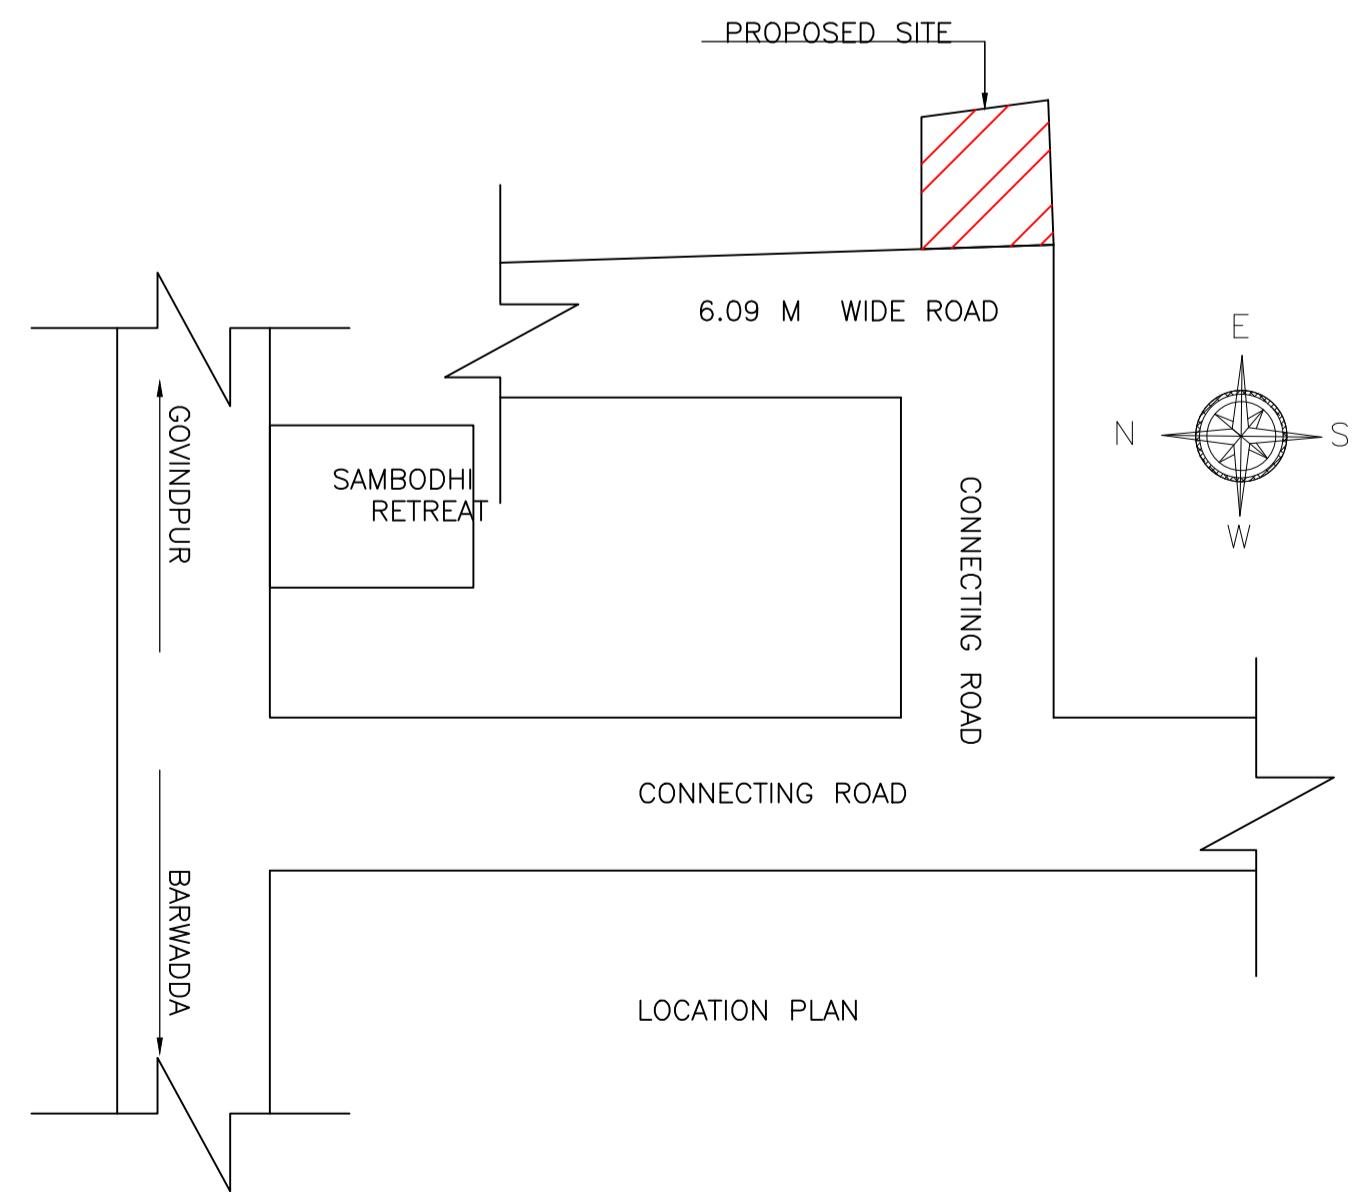 PROPOSED SITE
6.09 M WIDE ROAD
E
N
S
W
GOVINDPUR
SAMBODHI
RETREAT
CONNECTING ROAD
CONNECTING ROAD
BARWADDA
LOCATION PLAN